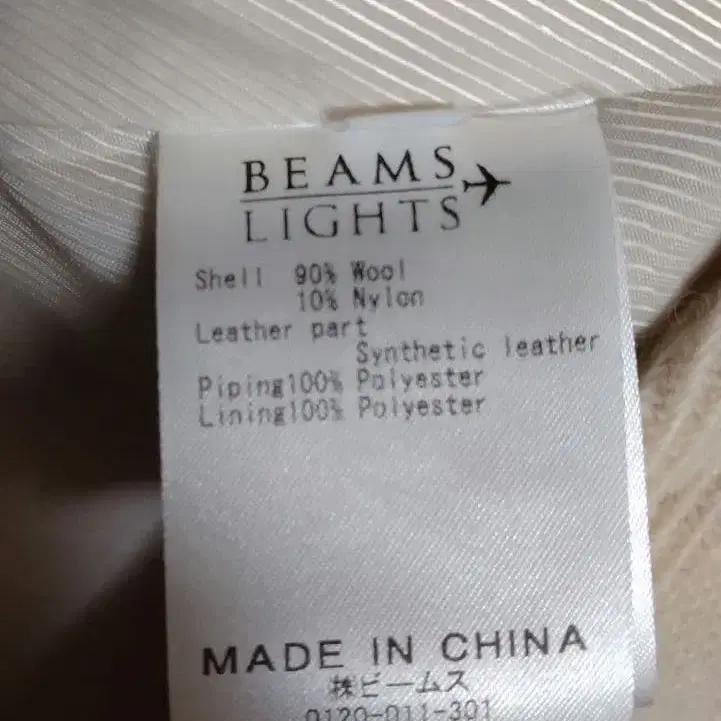 BEAMS
LIGHTS
Shell 90% Wool
10% Nylon
Leather part
Synthetic leather
Piping100% Polyester
Lining100% Polyester
MADE IN CHINA
㈱ビームス
0120-011-301